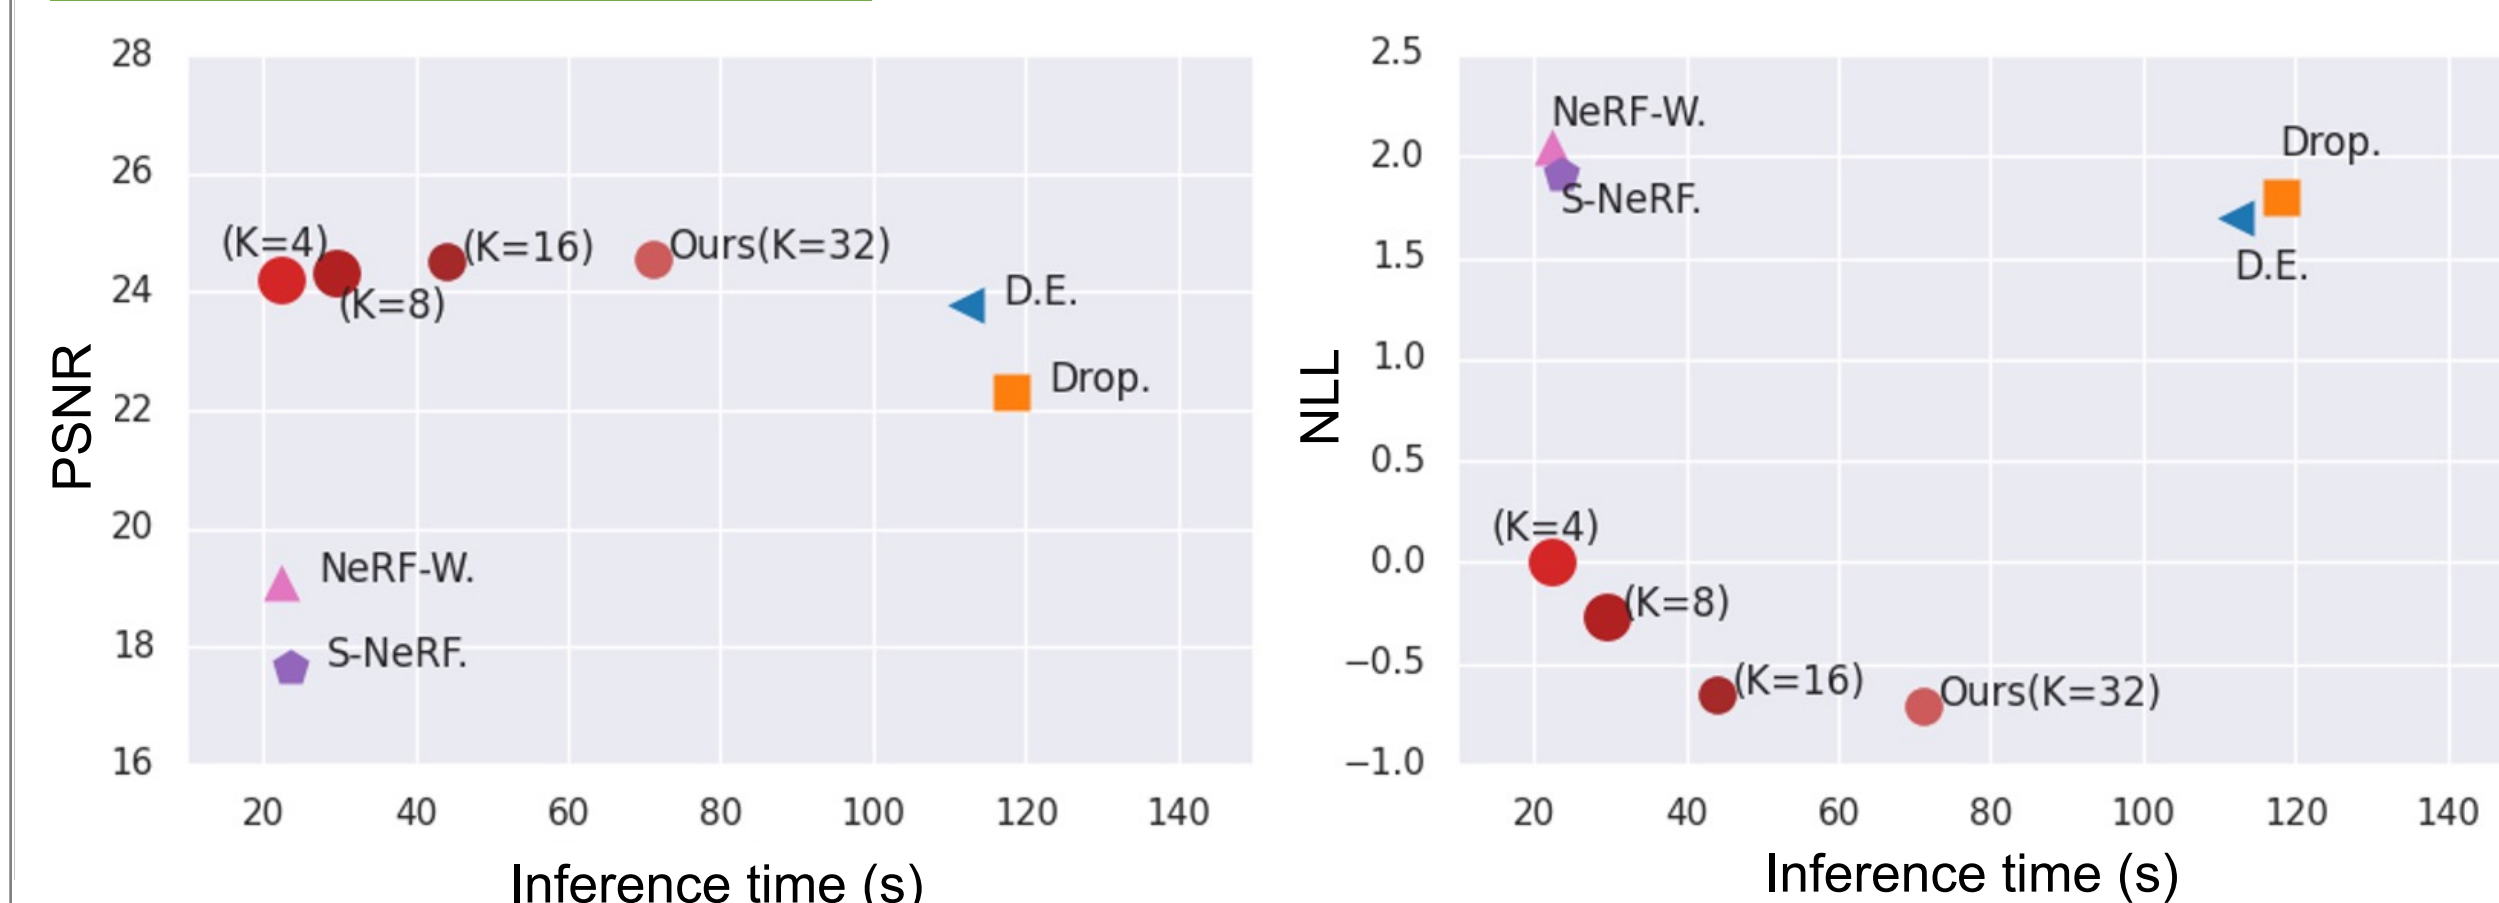 28
26
(K=4)
(K=16)
Ours(K=32)
24
D.E.
(K=8)
PSNR
22
Drop.
20
NeRF-W.
18
S-NeRF.
16
20 40 60 80 100 120 140
Inference time (s)
2.5
NeRF-W.
2.0
Drop.
S-NeRF.
1.5
D.E.
1.0
NLL
0.5
(K=4)
0.0
(K=8)
−0.5
(K=16)
Ours(K=32)
−1.0
20 40 60 80 100 120 140
Inference time (s)